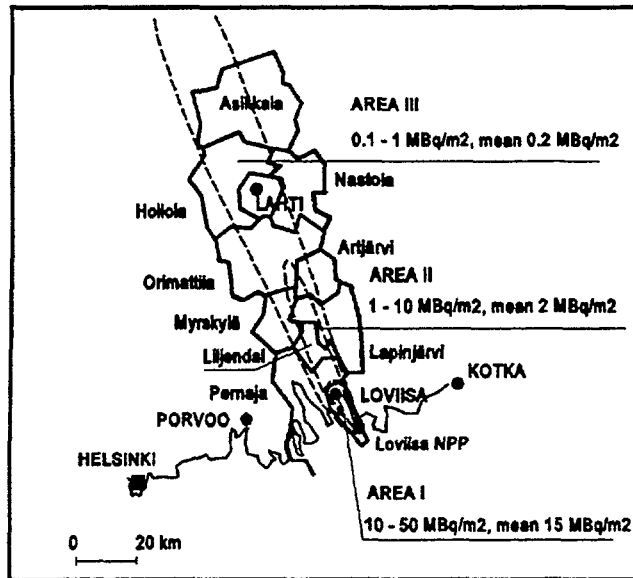 Asikkala
AREA III
0.1 - 1 MBq/m2, mean 0.2 MBq/m2
Nastola
LAHTI
Hollola
Artjärvi
Orimattila
AREA II
1 - 10 MBq/m2, mean 2 MBq/m2
Myrskylä
Liljendal
Lapinjärvi
KOTKA
Pernaja
LOVIISA
PORVOO
Loviisa NPP
HELSINKI
AREA I
10 - 50 MBq/m2, mean 15 MBq/m2
0 20 km